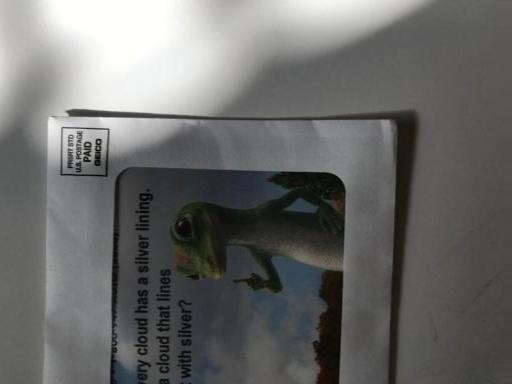 PRSRT STD
U.S. POSTAGE
PAID
GEICO
very cloud has a silver lining.
a cloud that lines
t with silver?